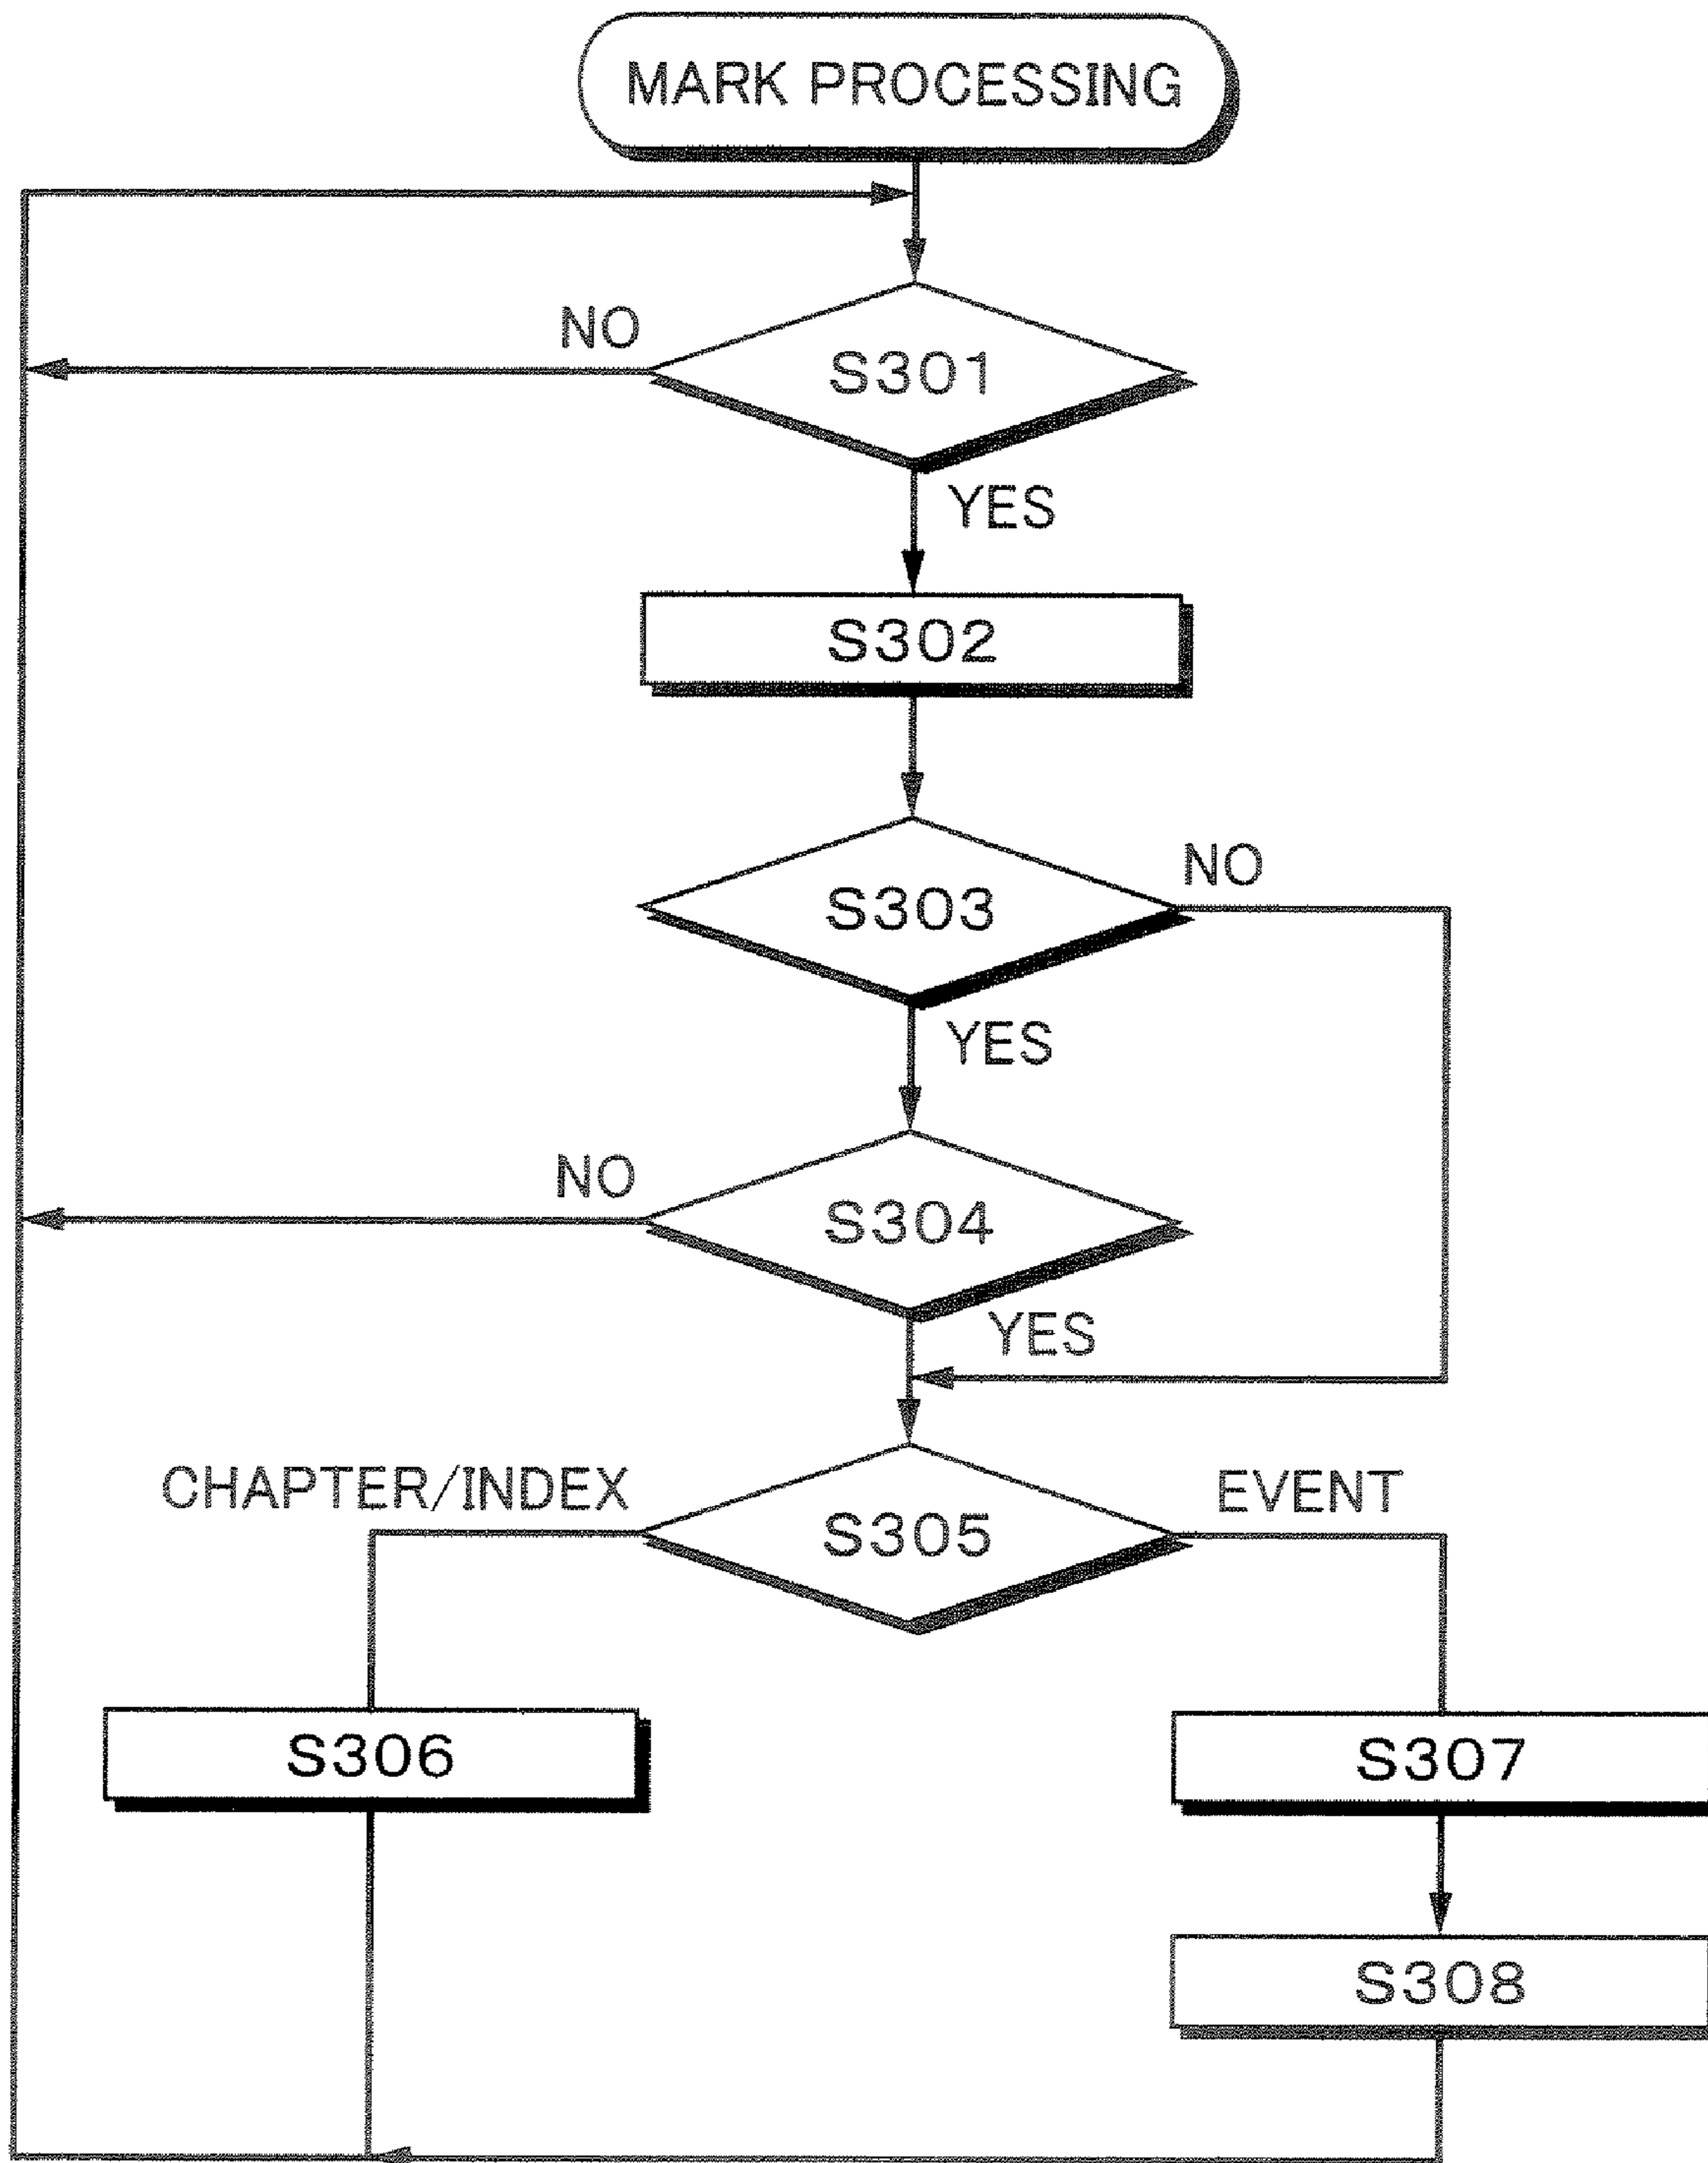 MARK PROCESSING
NO
S301
YES
S302
NO
S303
YES
NO
S304
YES
CHAPTER/INDEX
EVENT
S305
S306
S307
S308